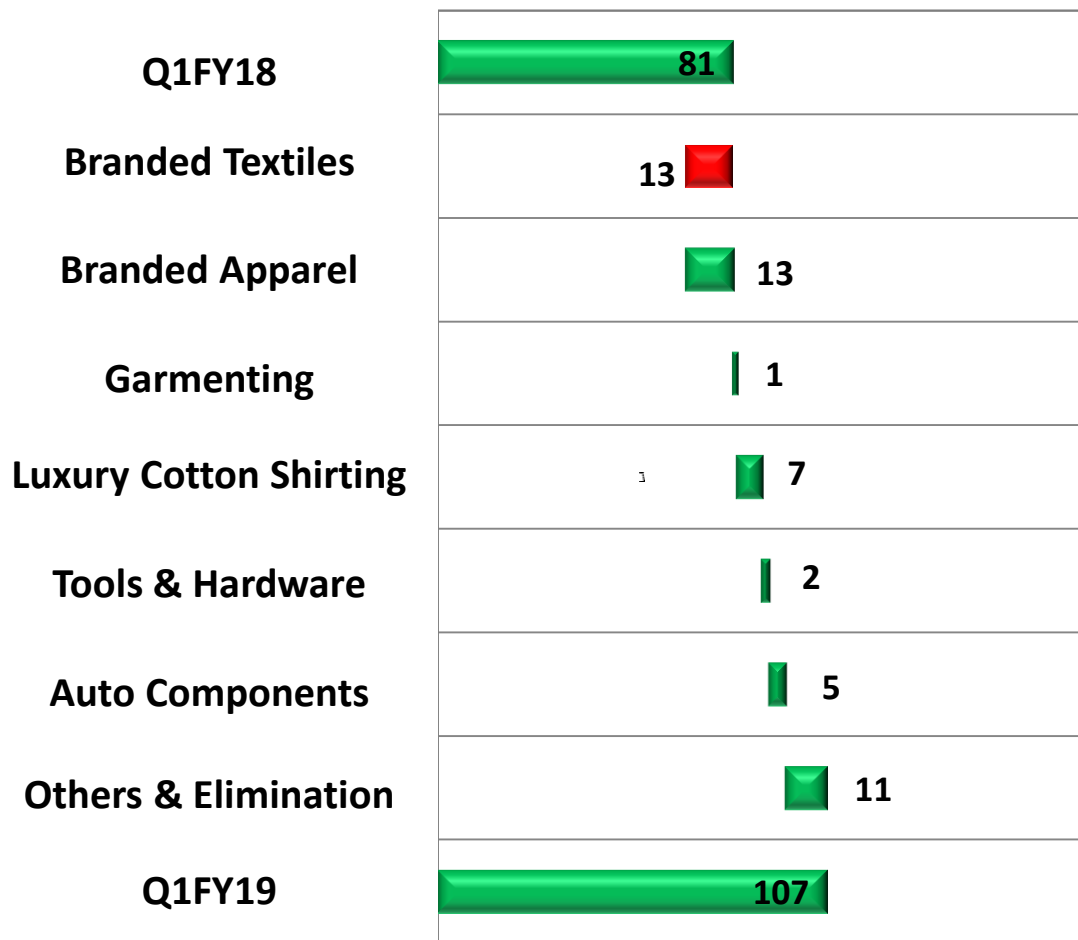 Q1FY18 81
Branded Textiles 13
Branded Apparel 13
Garmenting 1
Luxury Cotton Shirting 7
Tools & Hardware 2
Auto Components 5
Others & Elimination 11
Q1FY19 107